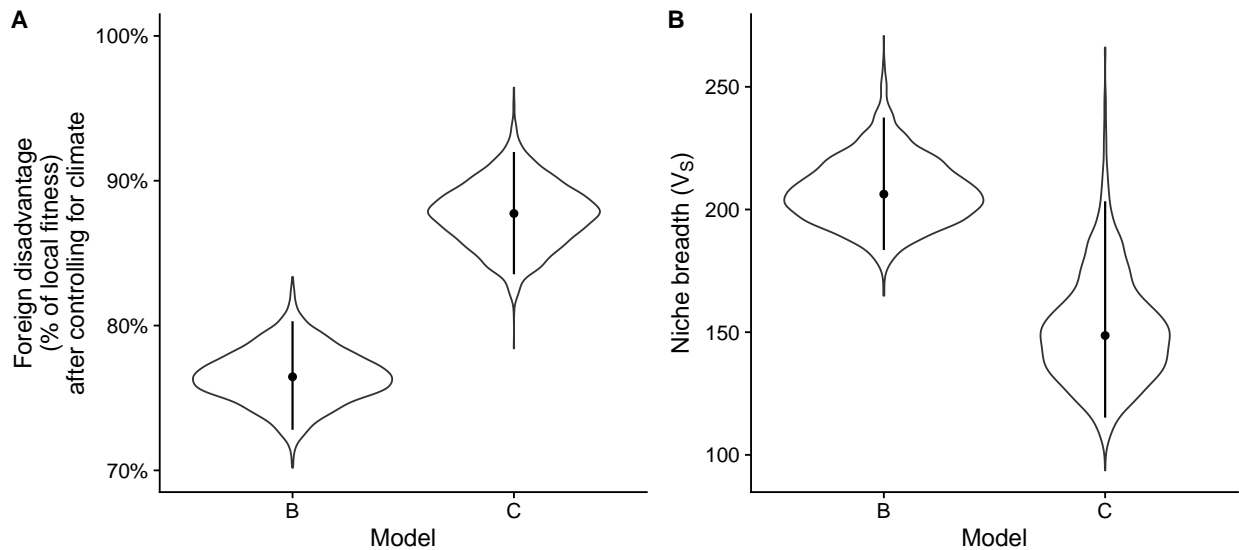 A
Foreign disadvantage
(% of local fitness)
after controlling for climate
100%
90%
80%
70%
B
C
Model
B
Niche breadth (VS)
250
200
150
100
B
C
Model